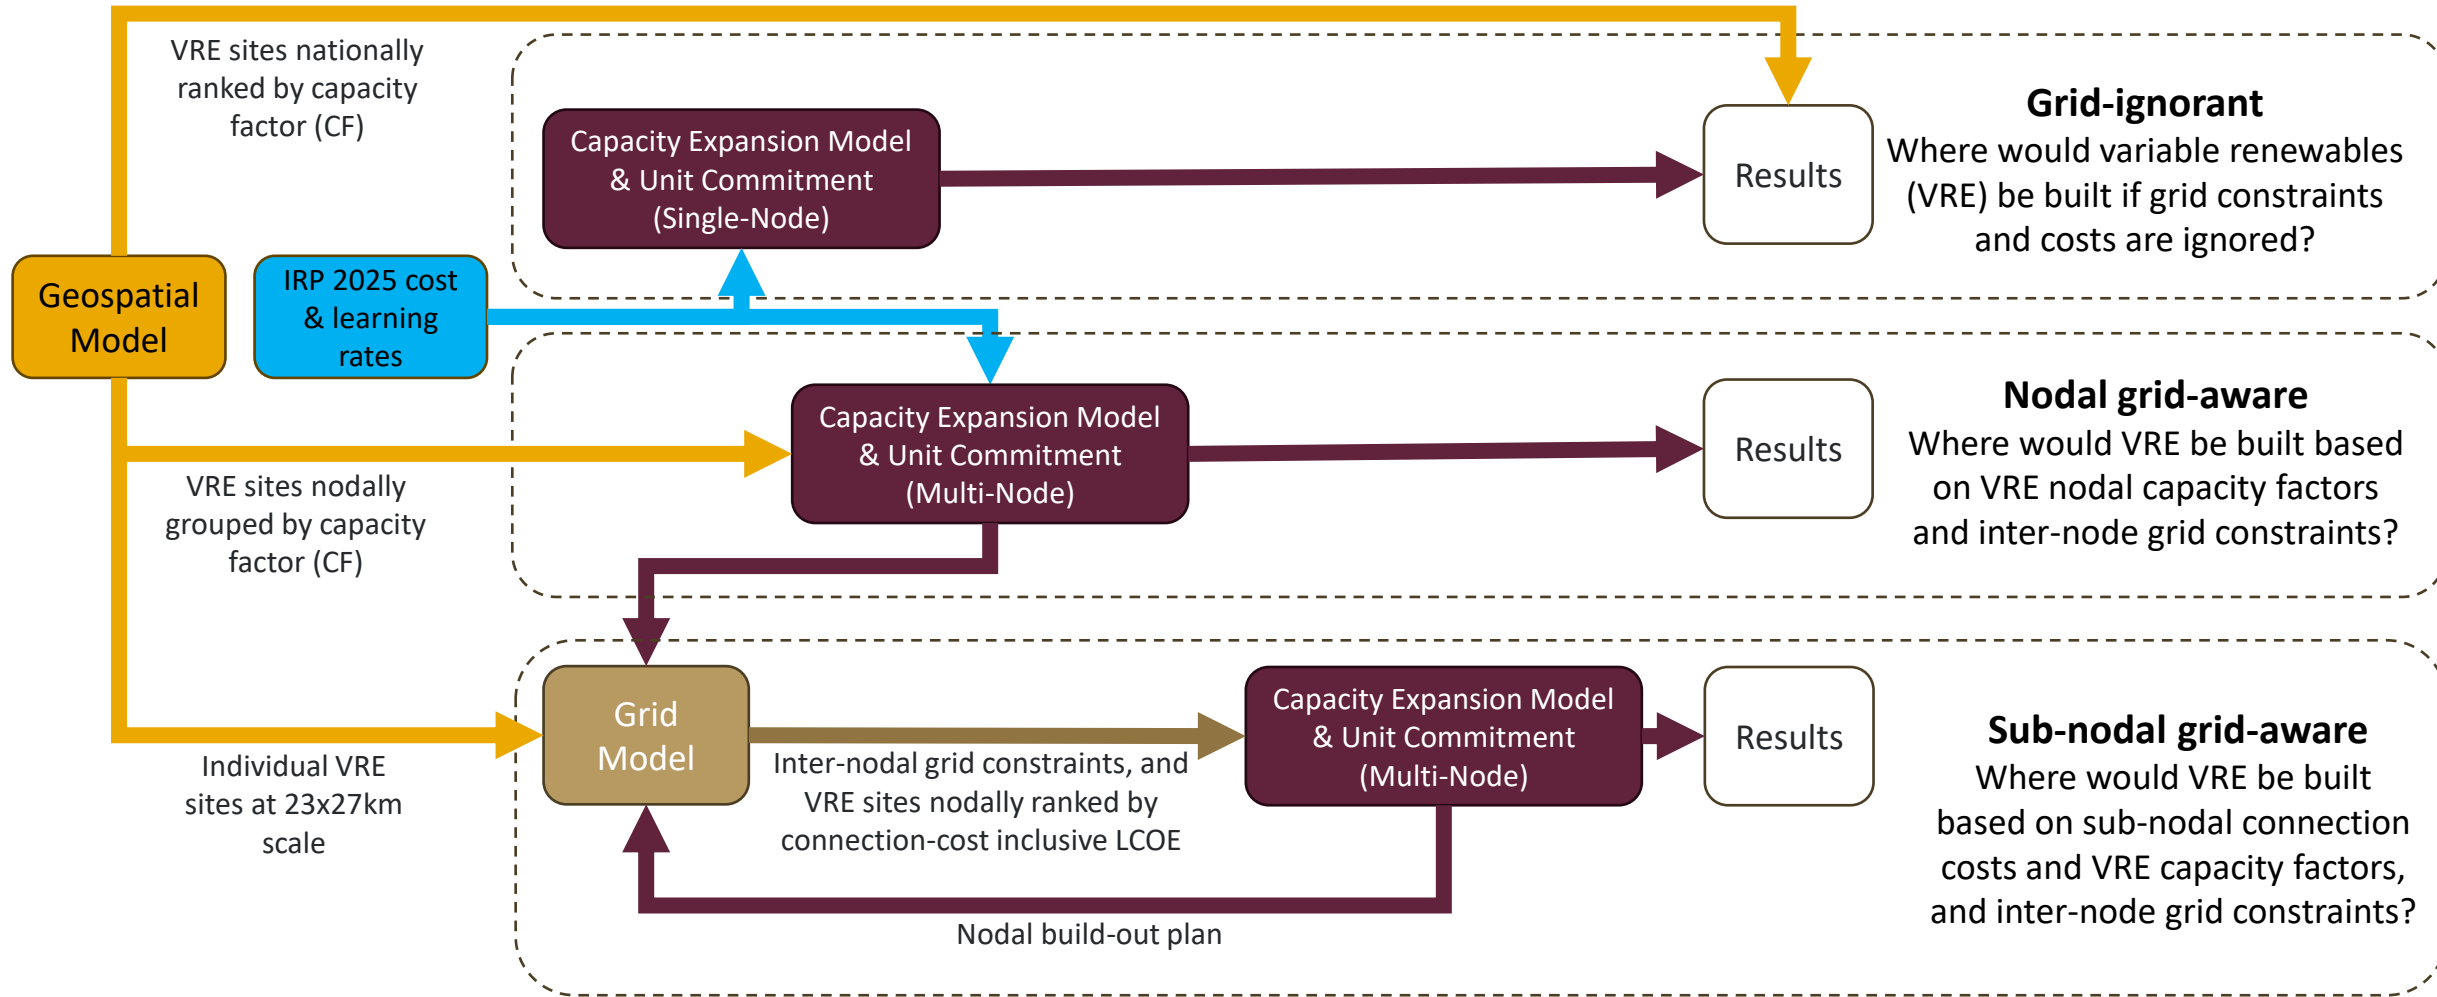 VRE sites nationally
ranked by capacity
factor (CF)
Capacity Expansion Model
& Unit Commitment
(Single-Node)
Results
Grid-ignorant
Where would variable renewables
(VRE) be built if grid constraints
and costs are ignored?
Geospatial
Model
IRP 2025 cost
& learning
rates
VRE sites nodally
grouped by capacity
factor (CF)
Capacity Expansion Model
& Unit Commitment
(Multi-Node)
Results
Nodal grid-aware
Where would VRE be built based
on VRE nodal capacity factors
and inter-node grid constraints?
Individual VRE
sites at 23x27km
scale
Grid
Model
Inter-nodal grid constraints, and
VRE sites nodally ranked by
connection-cost inclusive LCOE
Capacity Expansion Model
& Unit Commitment
(Multi-Node)
Results
Nodal build-out plan
Sub-nodal grid-aware
Where would VRE be built
based on sub-nodal connection
costs and VRE capacity factors,
and inter-node grid constraints?